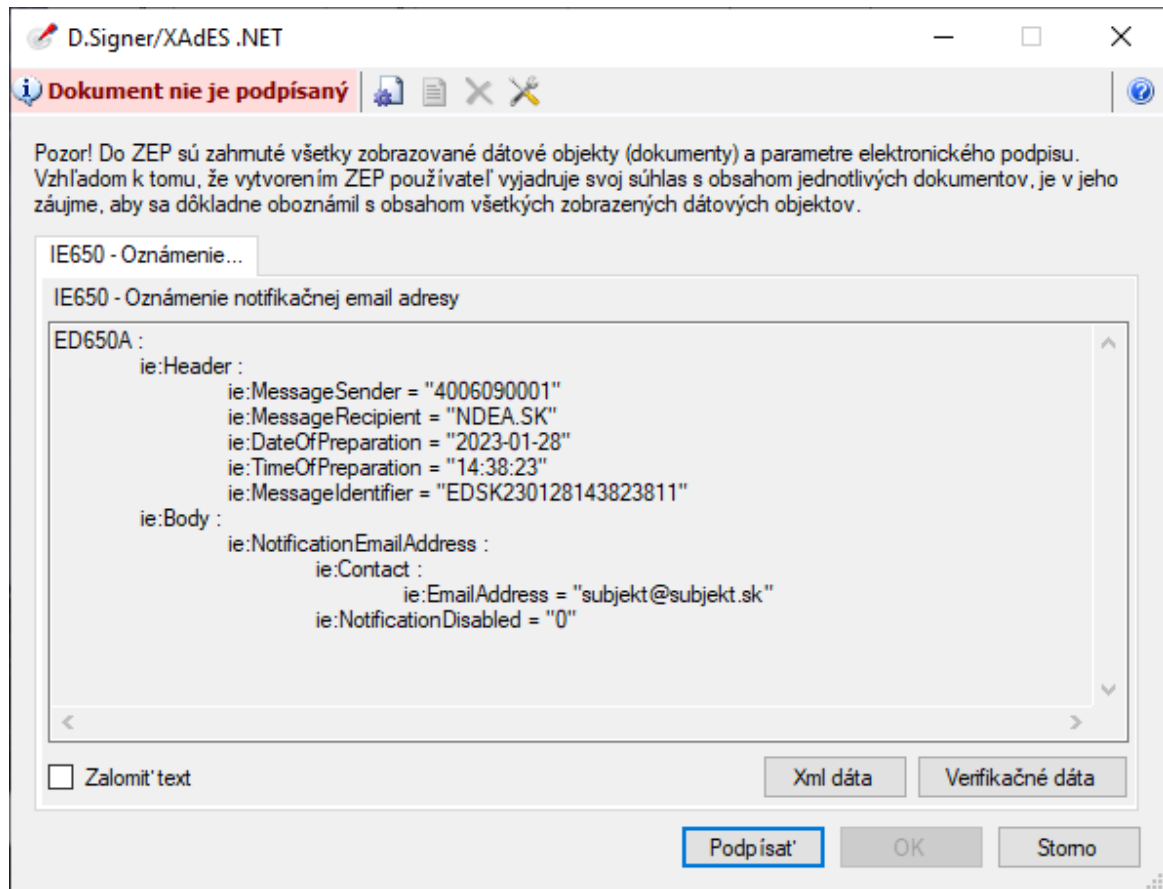 D.Signer/XAdES .NET
Dokument nie je podpísaný
Pozor! Do ZEP sú zahrnuté všetky zobrazované dátové objekty (dokumenty) a parametre elektronického podpisu.
Vzhľadom k tomu, že vytvorením ZEP používateľ vyjadruje svoj súhlas s obsahom jednotlivých dokumentov, je v jeho
záujme, aby sa dôkladne oboznámil s obsahom všetkých zobrazených dátových objektov.
IE650 - Oznámenie...
IE650 - Oznámenie notifikačnej email adresy
ED650A :
ie:Header :
ie:MessageSender = "4006090001"
ie:MessageRecipient = "NDEA.SK"
ie:DateOfPreparation = "2023-01-28"
ie:TimeOfPreparation = "14:38:23"
ie:MessageIdentifier = "EDSK230128143823811"
ie:Body :
ie:NotificationEmailAddress :
ie:Contact :
ie:EmailAddress = "subjekt@subjekt.sk"
ie:NotificationDisabled = "0"
Zalomiť text
Xml dáta
Verifikačné dáta
Podpísať
OK
Storno